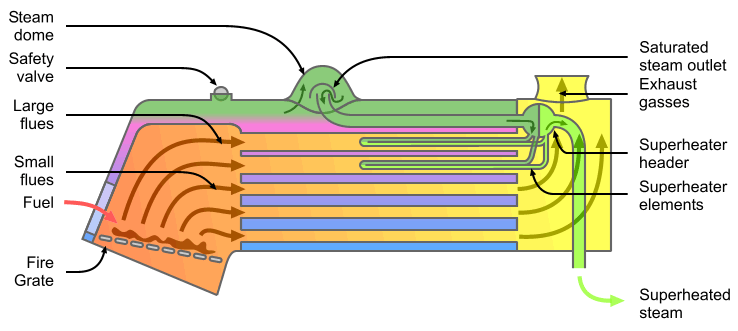 Steam
dome
Safety
valve
Large
flues
Small
flues
Fuel
Fire
Grate
Saturated
steam outlet
Exhaust
gasses
Superheater
header
Superheater
elements
Superheated
steam